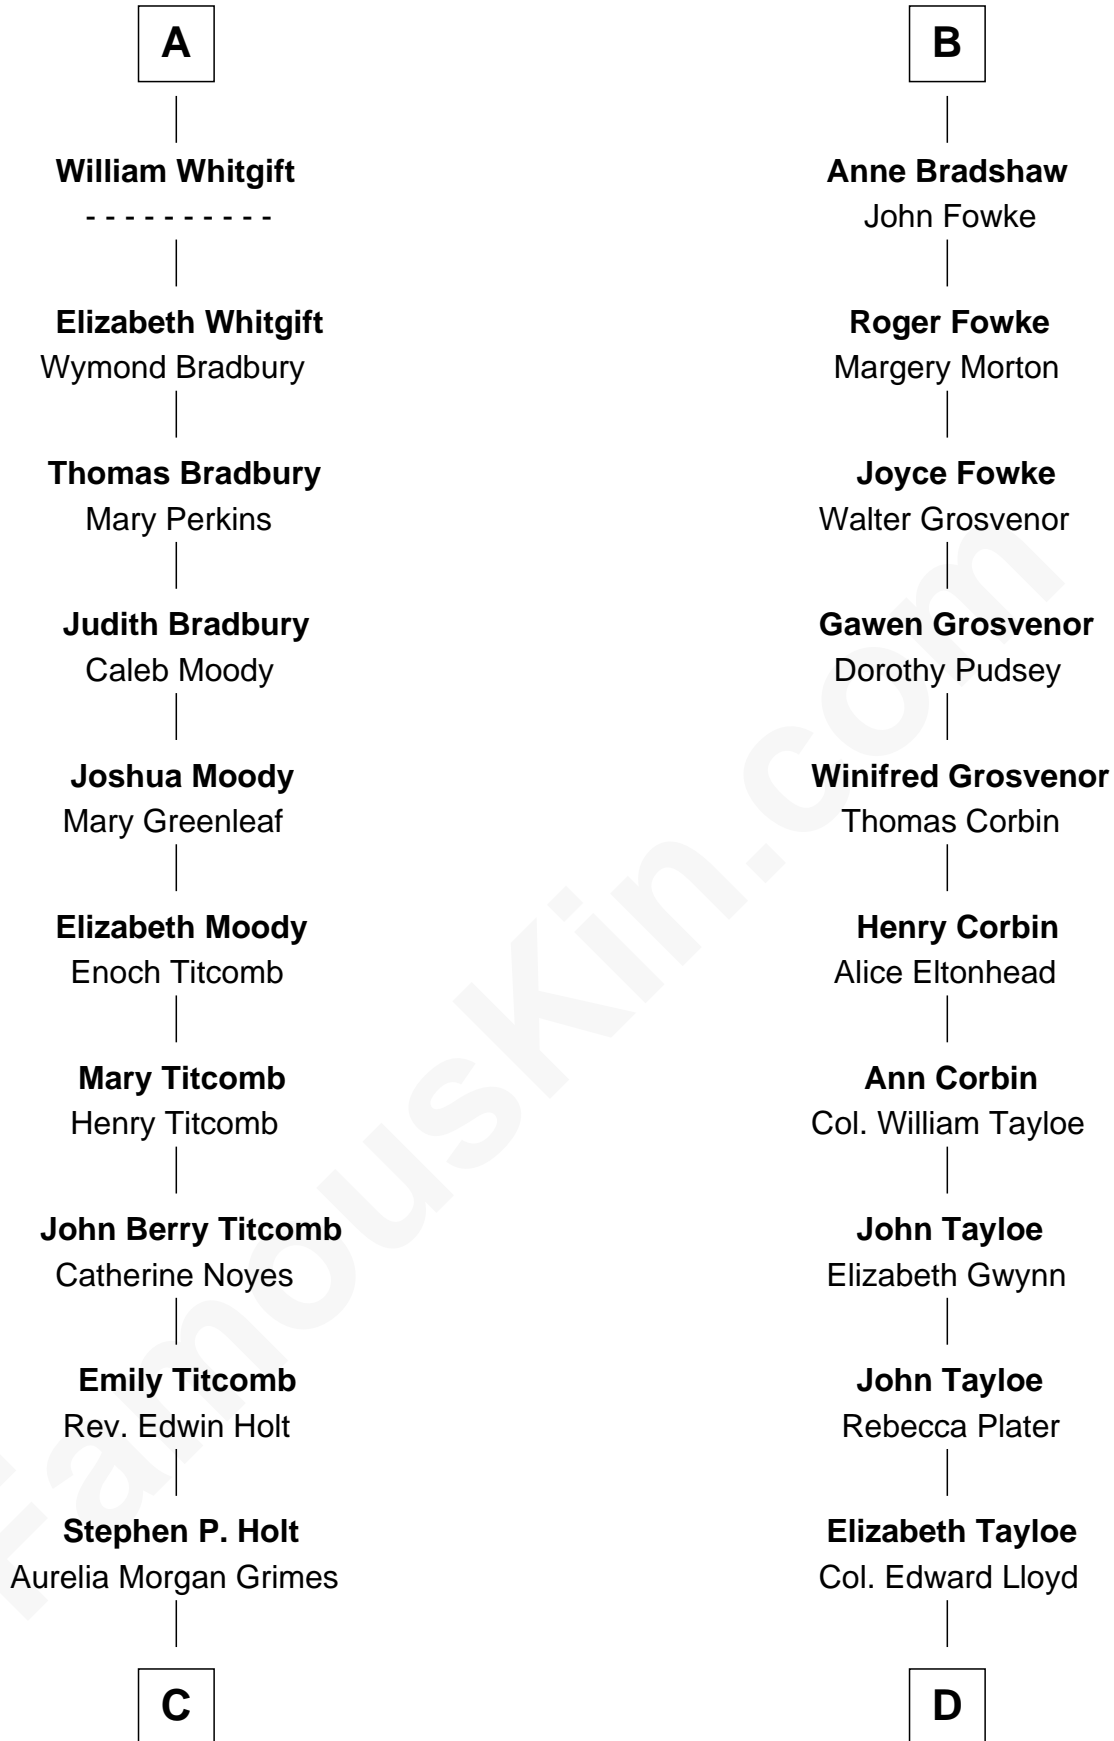 A
William Whitgift
- - - - - - - - - -
Elizabeth Whitgift
Wymond Bradbury
Thomas Bradbury
Mary Perkins
Judith Bradbury
Caleb Moody
Joshua Moody
Mary Greenleaf
Elizabeth Moody
Enoch Titcomb
Mary Titcomb
Henry Titcomb
John Berry Titcomb
Catherine Noyes
Emily Titcomb
Rev. Edwin Holt
Stephen P. Holt
Aurelia Morgan Grimes
C
B
Anne Bradshaw
John Fowke
Roger Fowke
Margery Morton
Joyce Fowke
Walter Grosvenor
Gawen Grosvenor
Dorothy Pudsey
Winifred Grosvenor
Thomas Corbin
Henry Corbin
Alice Eltonhead
Ann Corbin
Col. William Tayloe
John Tayloe
Elizabeth Gwynn
John Tayloe
Rebecca Plater
Elizabeth Tayloe
Col. Edward Lloyd
D
FamousKin.com